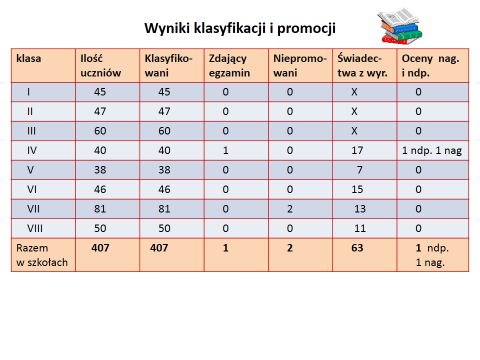 Wyniki klasyfikacji i promocji
klasa Ilość uczniów Klasyfiko-wani Zdający egzamin Niepromo-wani Świadec-twa z wyr. Oceny nag. i ndp.
I 45 45 0 0 X 0
II 47 47 0 0 X 0
III 60 60 0 0 X 0
IV 40 40 1 0 17 1 ndp. 1 nag
V 38 38 0 0 7 0
VI 46 46 0 0 15 0
VII 81 81 0 2 13 0
VIII 50 50 0 0 11 0
Razem w szkołach 407 407 1 2 63 1 ndp. 1 nag.